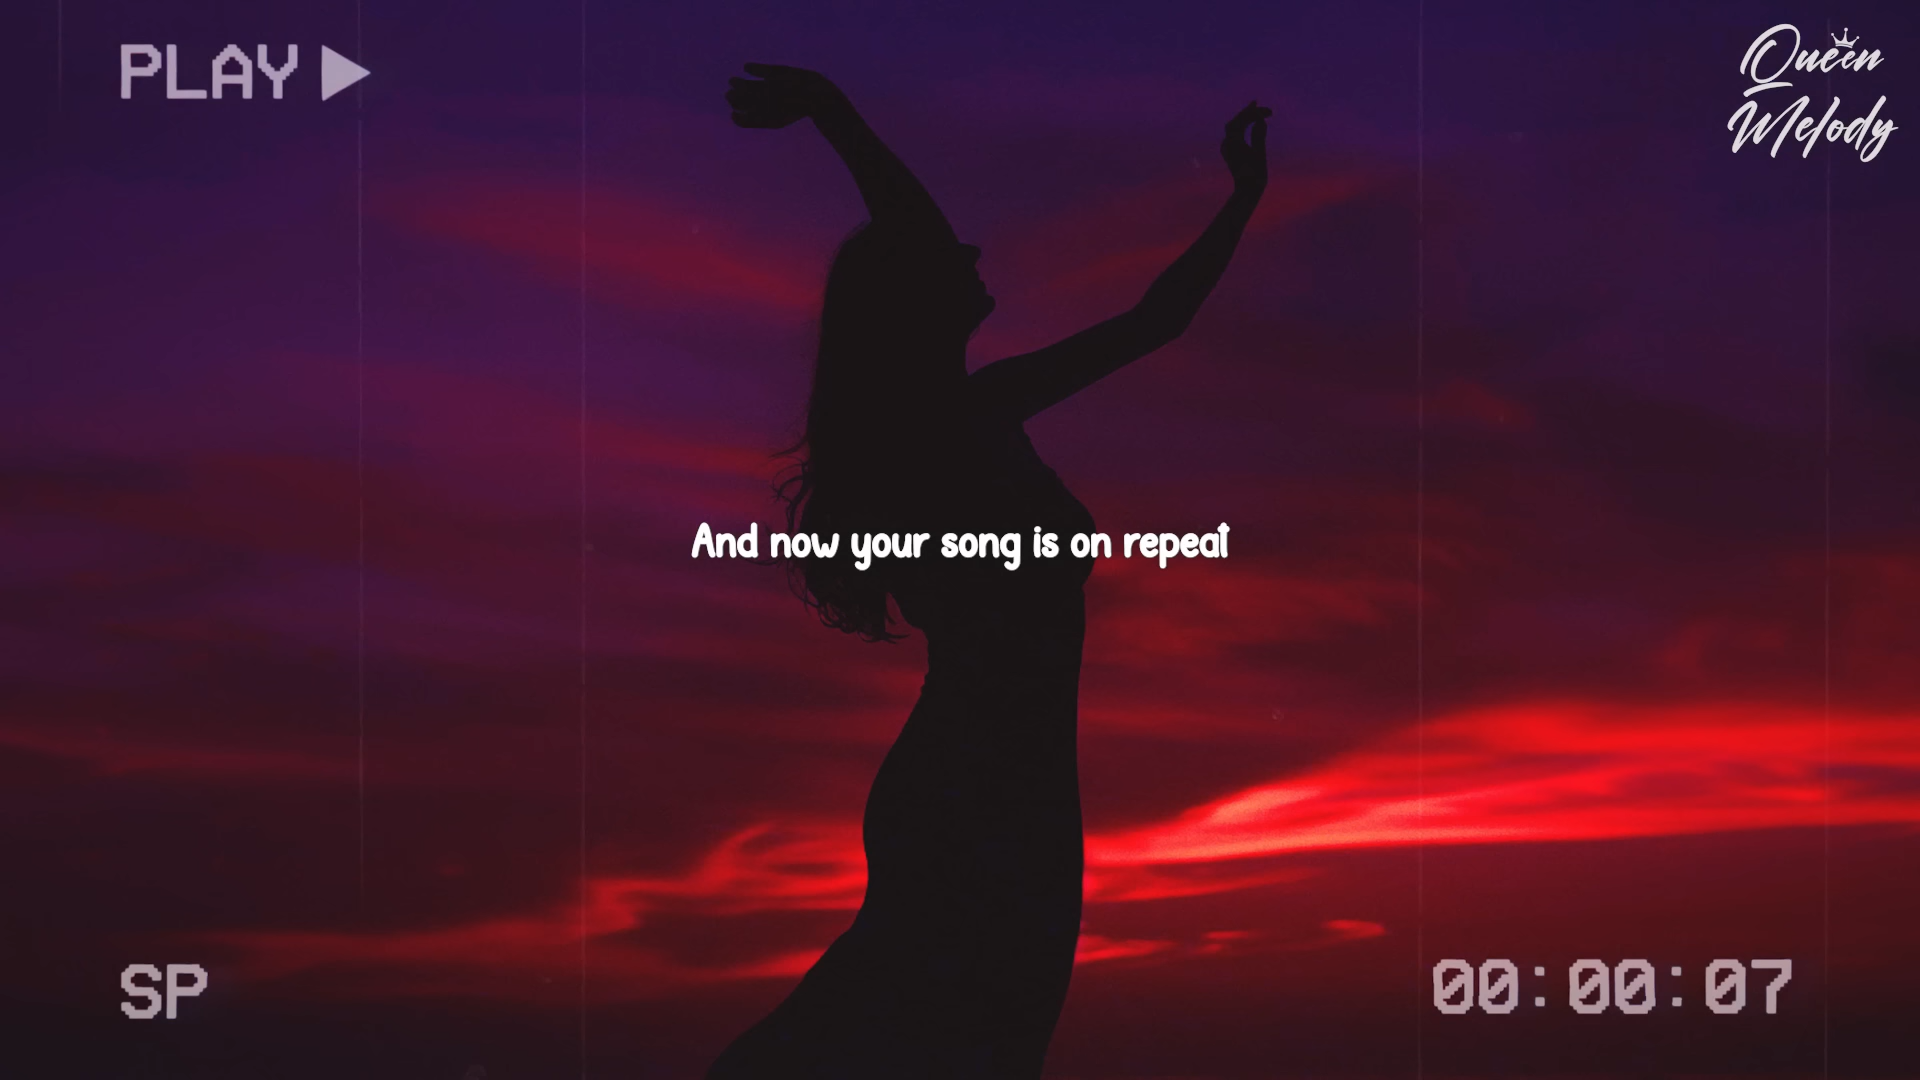 PLAY
Queen
Melody
And now your song is on repeat
SP
00:00:07